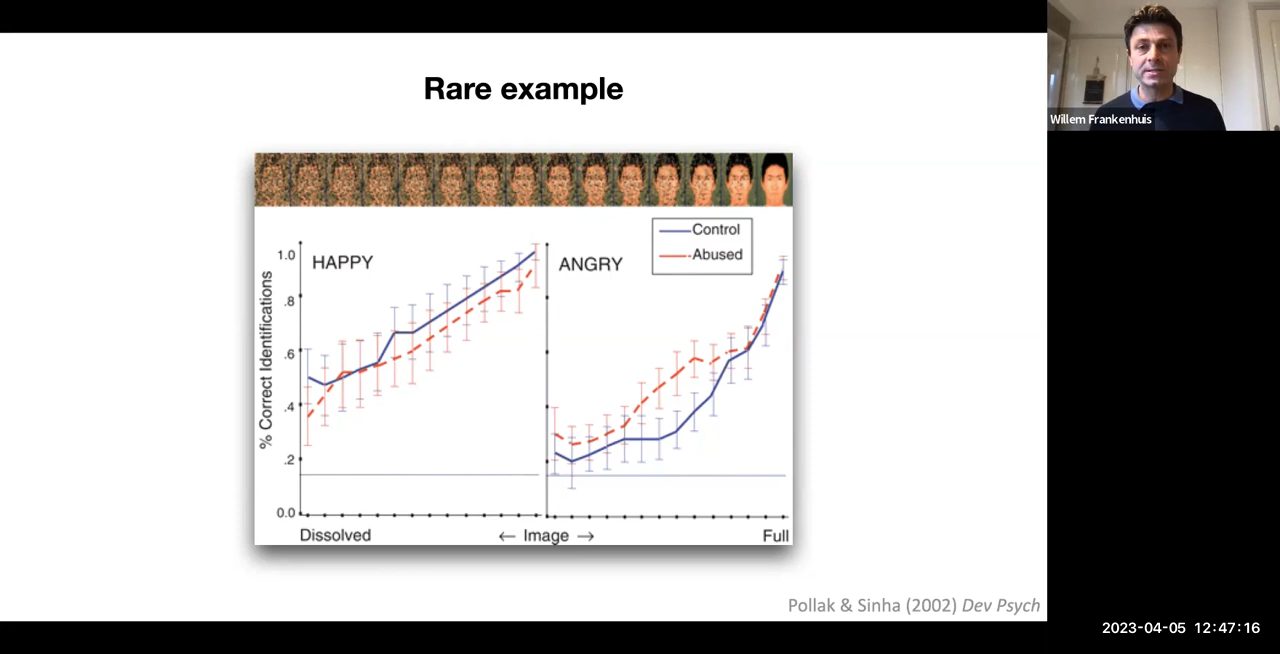 Rare example
Willem Frankenhuis
Control
Abused
HAPPY
ANGRY
% Correct Identifications
1.0
.8
.6
.4
.2
0.0
Dissolved
← Image →
Full
Pollak & Sinha (2002) Dev Psych
2023-04-05 12:47:16